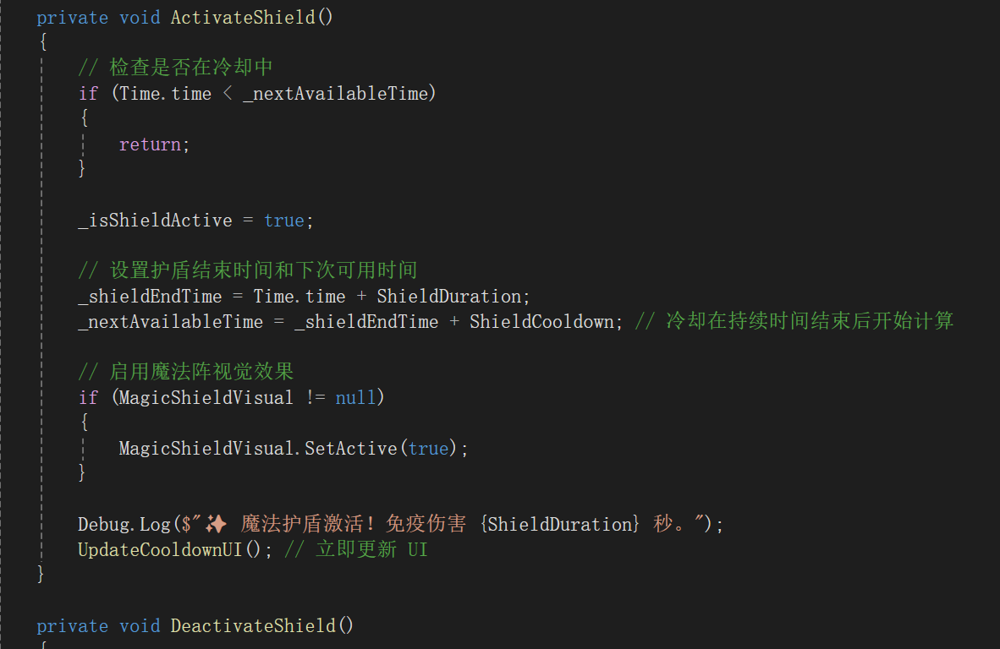 private void ActivateShield()
{
// 检查是否在冷却中
if (Time.time < _nextAvailableTime)
{
return;
}
_isShieldActive = true;
// 设置护盾结束时间和下次可用时间
_shieldEndTime = Time.time + ShieldDuration;
_nextAvailableTime = _shieldEndTime + ShieldCooldown; // 冷却在持续时间结束后开始计算
// 启用魔法阵视觉效果
if (MagicShieldVisual != null)
{
MagicShieldVisual.SetActive(true);
}
Debug.Log($"✨ 魔法护盾激活！免疫伤害 {ShieldDuration} 秒。");
UpdateCooldownUI(); // 立即更新 UI
}
private void DeactivateShield()
{